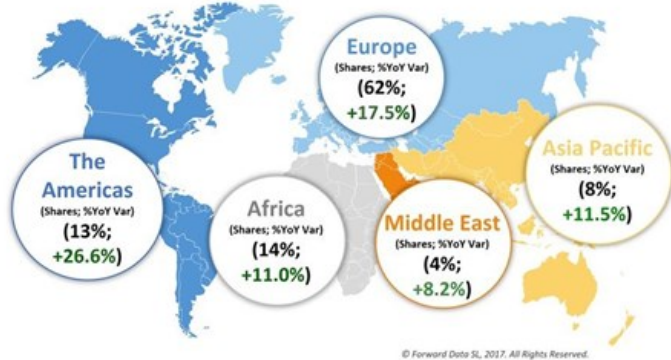 Europe
(Shares; %YoY Var)
(62%;
+17.5%)
The
Americas
(Shares; %YoY Var)
(13%;
+26.6%)
Africa
(Shares; %YoY Var)
(14%;
+11.0%)
Middle East
(Shares; %YoY Var)
(4%;
+8.2%)
Asia Pacific
(Shares; %YoY Var)
(8%;
+11.5%)
© Forward Data SL, 2017. All Rights Reserved.